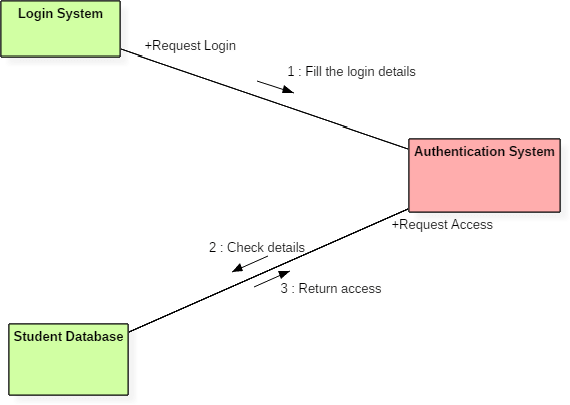 Login System
+Request Login
1 : Fill the login details
Authentication System
+Request Access
2 : Check details
3 : Return access
Student Database